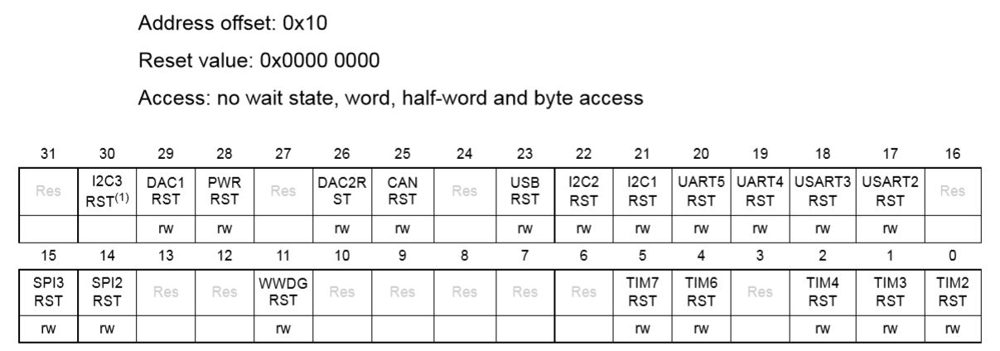 Address offset: 0x10
Reset value: 0x0000 0000
Access: no wait state, word, half-word and byte access
31 30 29 28 27 26 25 24 23 22 21 20 19 18 17 16
Res I2C3 RST(1) DAC1 RST PWR RST Res DAC2R ST CAN RST Res USB RST I2C2 RST I2C1 RST UART5 RST UART4 RST USART3 RST USART2 RST Res
rw rw rw rw rw rw rw rw rw rw rw
15 14 13 12 11 10 9 8 7 6 5 4 3 2 1 0
SPI3 RST SPI2 RST Res Res WWDG RST Res Res Res Res Res TIM7 RST TIM6 RST Res TIM4 RST TIM3 RST TIM2 RST
rw rw rw rw rw rw rw rw